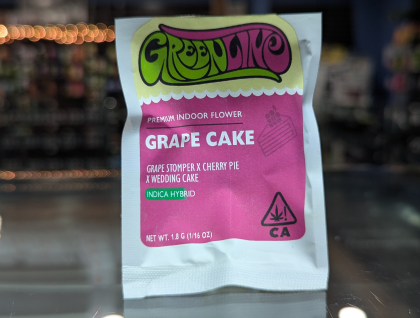 GREENLINE
PREMIUM INDOOR FLOWER
GRAPE CAKE
GRAPE STOMPER X CHERRY PIE
X WEDDING CAKE
INDICA HYBRID
NET WT. 1.8 G (1/16 OZ)
CA